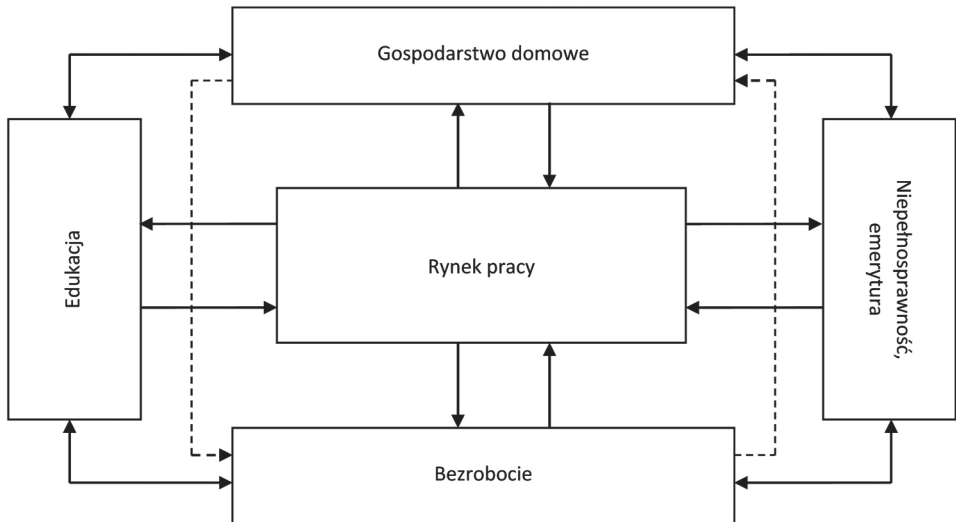 Gospodarstwo domowe
Edukacja
Rynek pracy
Niepełnosprawność,
emerytura
Bezrobocie